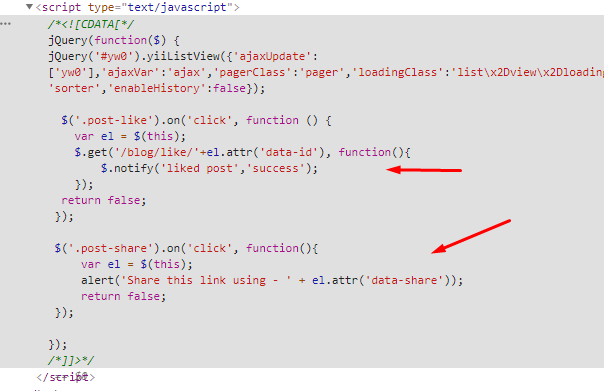 <script type="text/javascript">
/*<![CDATA[*/
jQuery(function($) {
jQuery('#yw0').yiiListView({'ajaxUpdate':
['yw0'],'ajaxVar':'ajax','pagerClass':'pager','loadingClass':'list\x2Dview\x2Dloading
'sorter','enableHistory':false});
$('.post-like').on('click', function () {
var el = $(this);
$.get('/blog/like/'+el.attr('data-id'), function(){
$.notify('liked post','success');
});
return false;
});
$('.post-share').on('click', function(){
var el = $(this);
alert('Share this link using - ' + el.attr('data-share'));
return false;
});
});
/*]]>*/
</script>